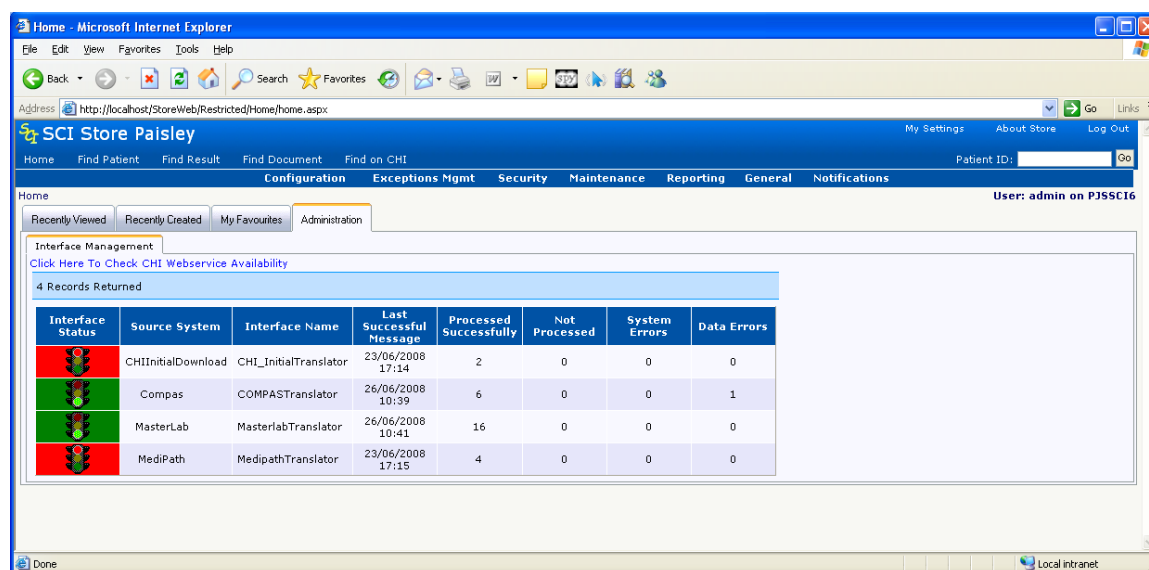 Home - Microsoft Internet Explorer
File Edit View Favorites Tools Help
Back Search Favorites
Address http://localhost/StoreWeb/Restricted/Home/home.aspx Go Links
SCI Store Paisley My Settings About Store Log Out
Home Find Patient Find Result Find Document Find on CHI Patient ID: Go
Configuration Exceptions Mgmt Security Maintenance Reporting General Notifications
Home User: admin on PJSSCI6
Recently Viewed Recently Created My Favourites Administration
Interface Management
Click Here To Check CHI Webservice Availability
4 Records Returned
Interface Status Source System Interface Name Last Successful Message Processed Successfully Not Processed System Errors Data Errors
CHIInitialDownload CHI_InitialTranslator 23/06/2008 17:14 2 0 0 0
Compas COMPASTranslator 26/06/2008 10:39 6 0 0 1
MasterLab MasterlabTranslator 26/06/2008 10:41 16 0 0 0
MediPath MedipathTranslator 23/06/2008 17:15 4 0 0 0
Done Local intranet